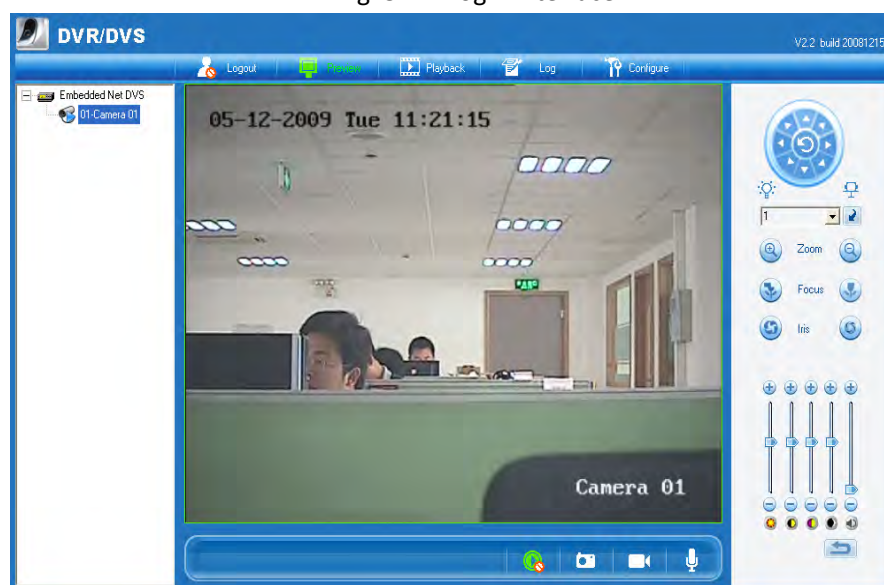 DVR/DVS
V2.2 build 20081215
Logout
Preview
Playback
Log
Configure
Embedded Net DVS
01-Camera 01
05-12-2009 Tue 11:21:15
1
Zoom
Focus
Iris
Camera 01